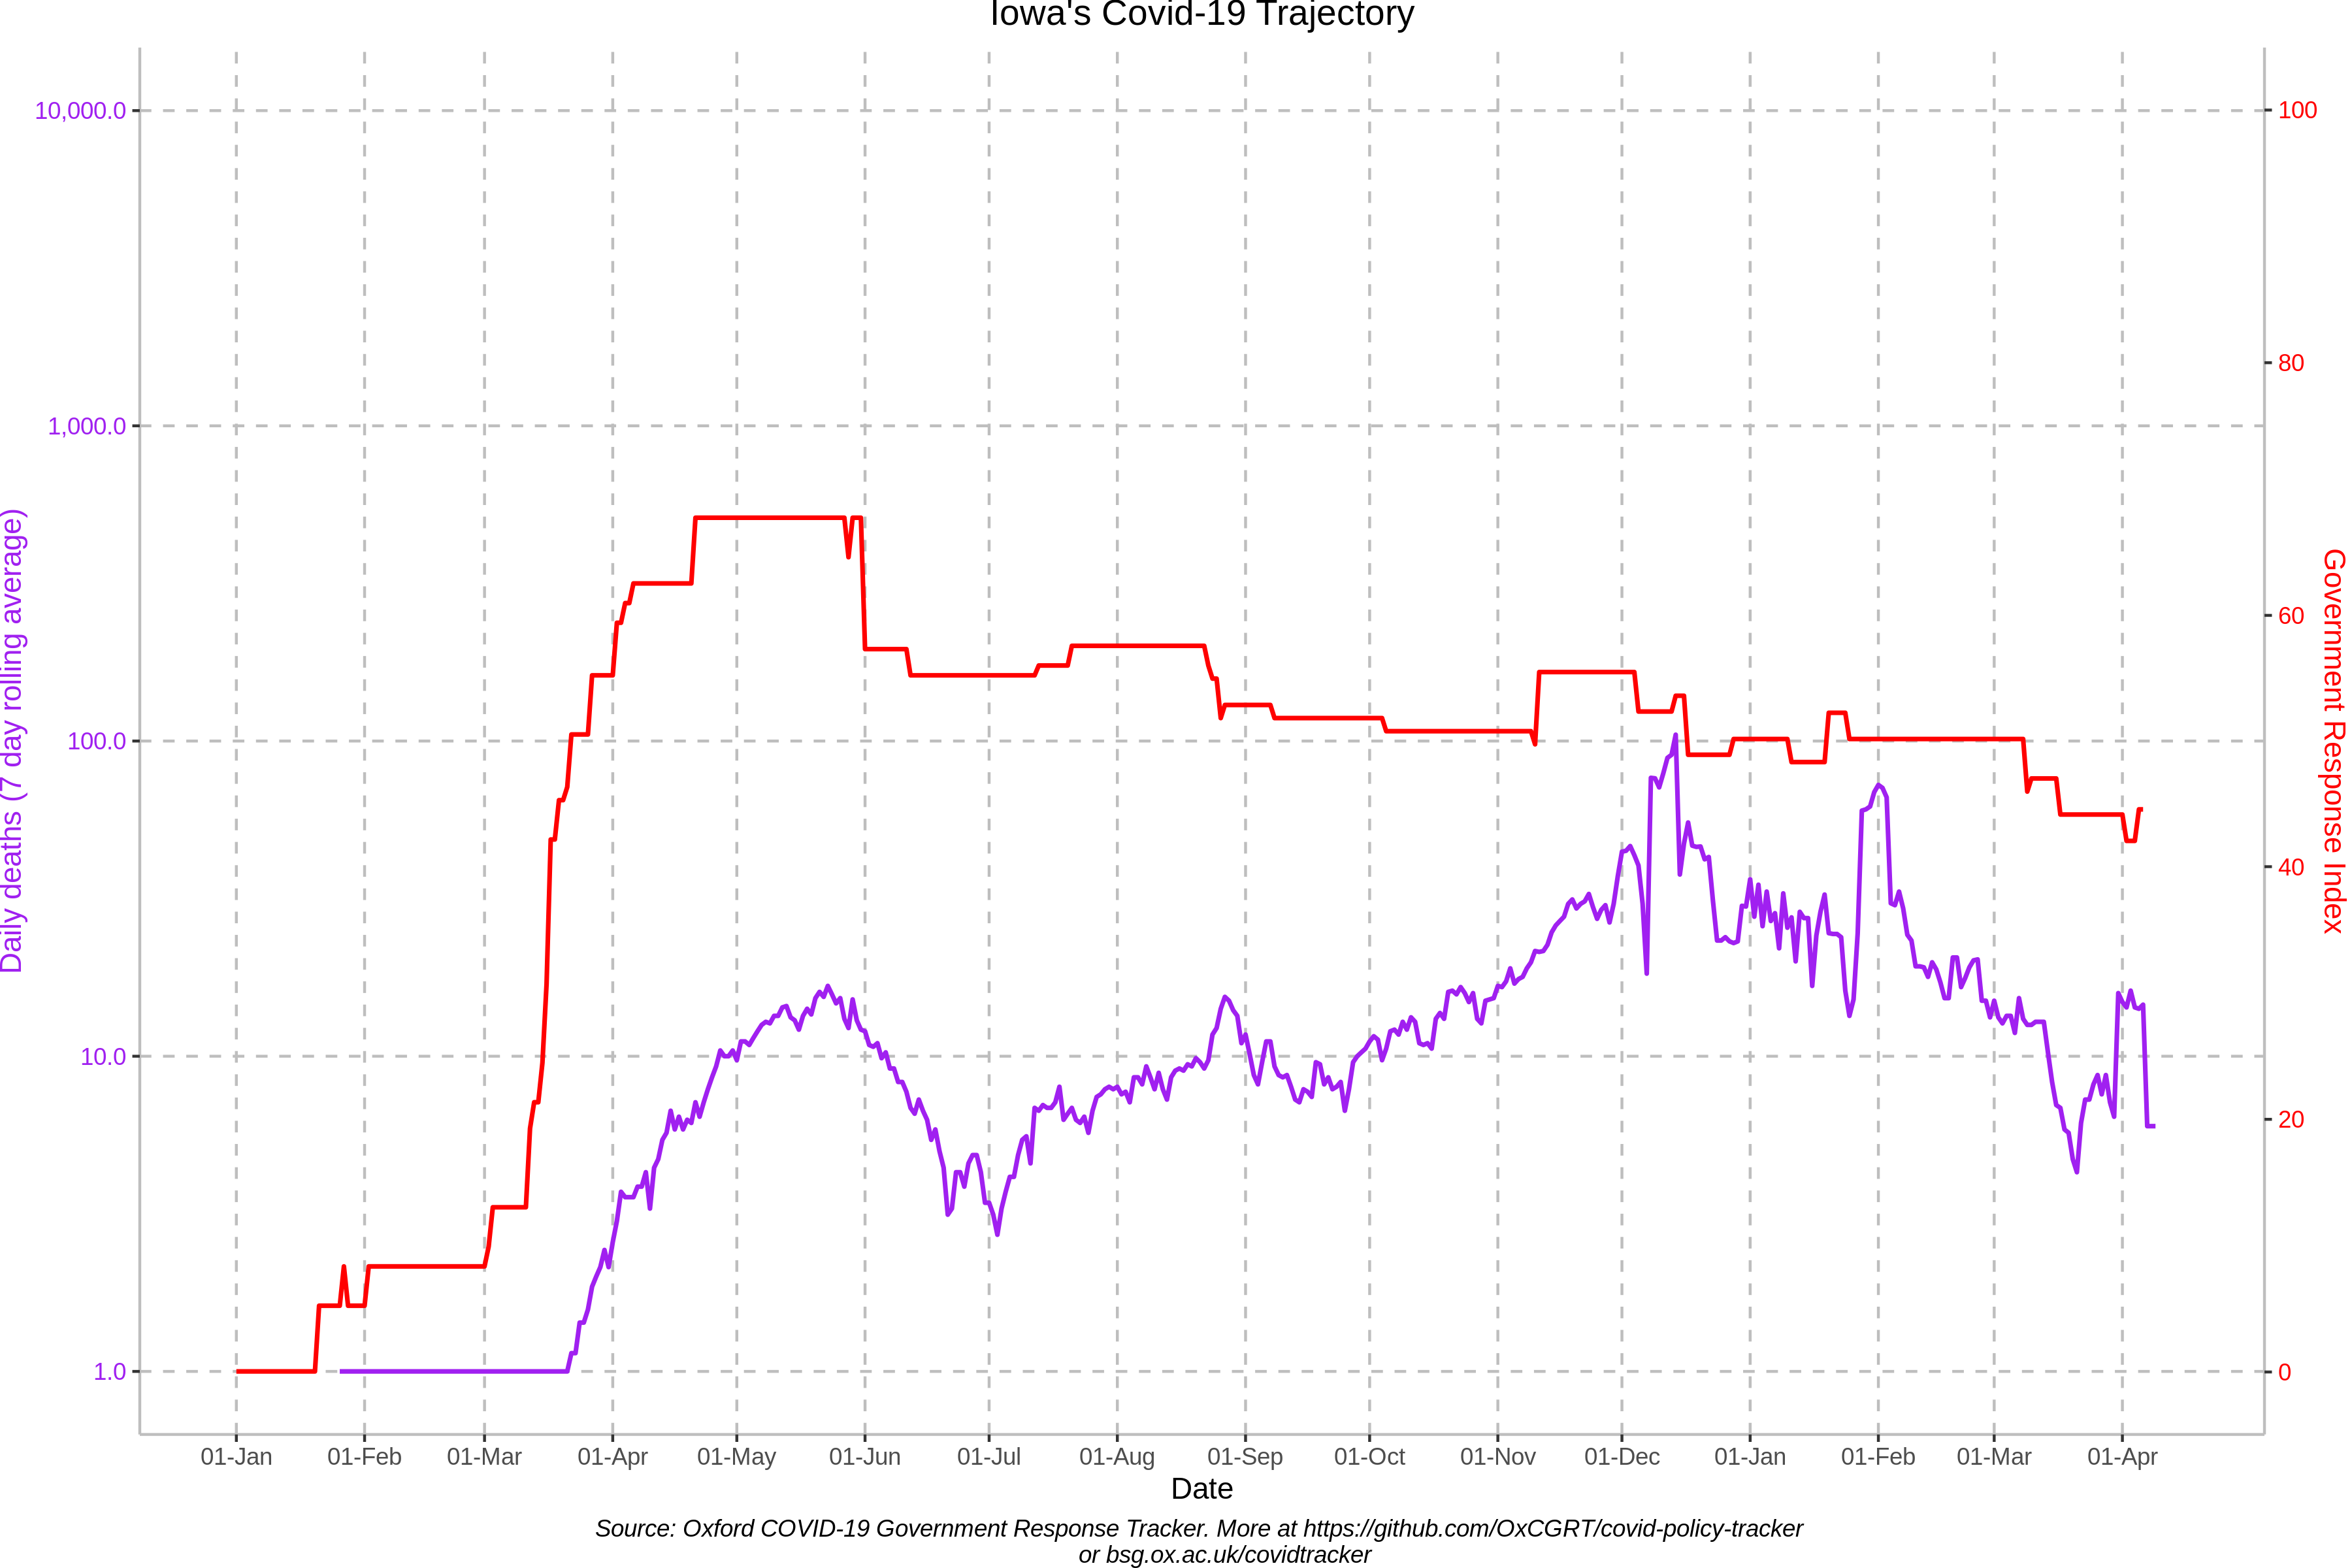 Iowa's Covid-19 Trajectory
10,000.0
1,000.0
100.0
10.0
1.0
Daily deaths (7 day rolling average)
100
80
60
40
20
0
Government Response Index
01-Jan 01-Feb 01-Mar 01-Apr 01-May 01-Jun 01-Jul 01-Aug 01-Sep 01-Oct 01-Nov 01-Dec 01-Jan 01-Feb 01-Mar 01-Apr
Date
Source: Oxford COVID-19 Government Response Tracker. More at https://github.com/OxCGRT/covid-policy-tracker
or bsg.ox.ac.uk/covidtracker